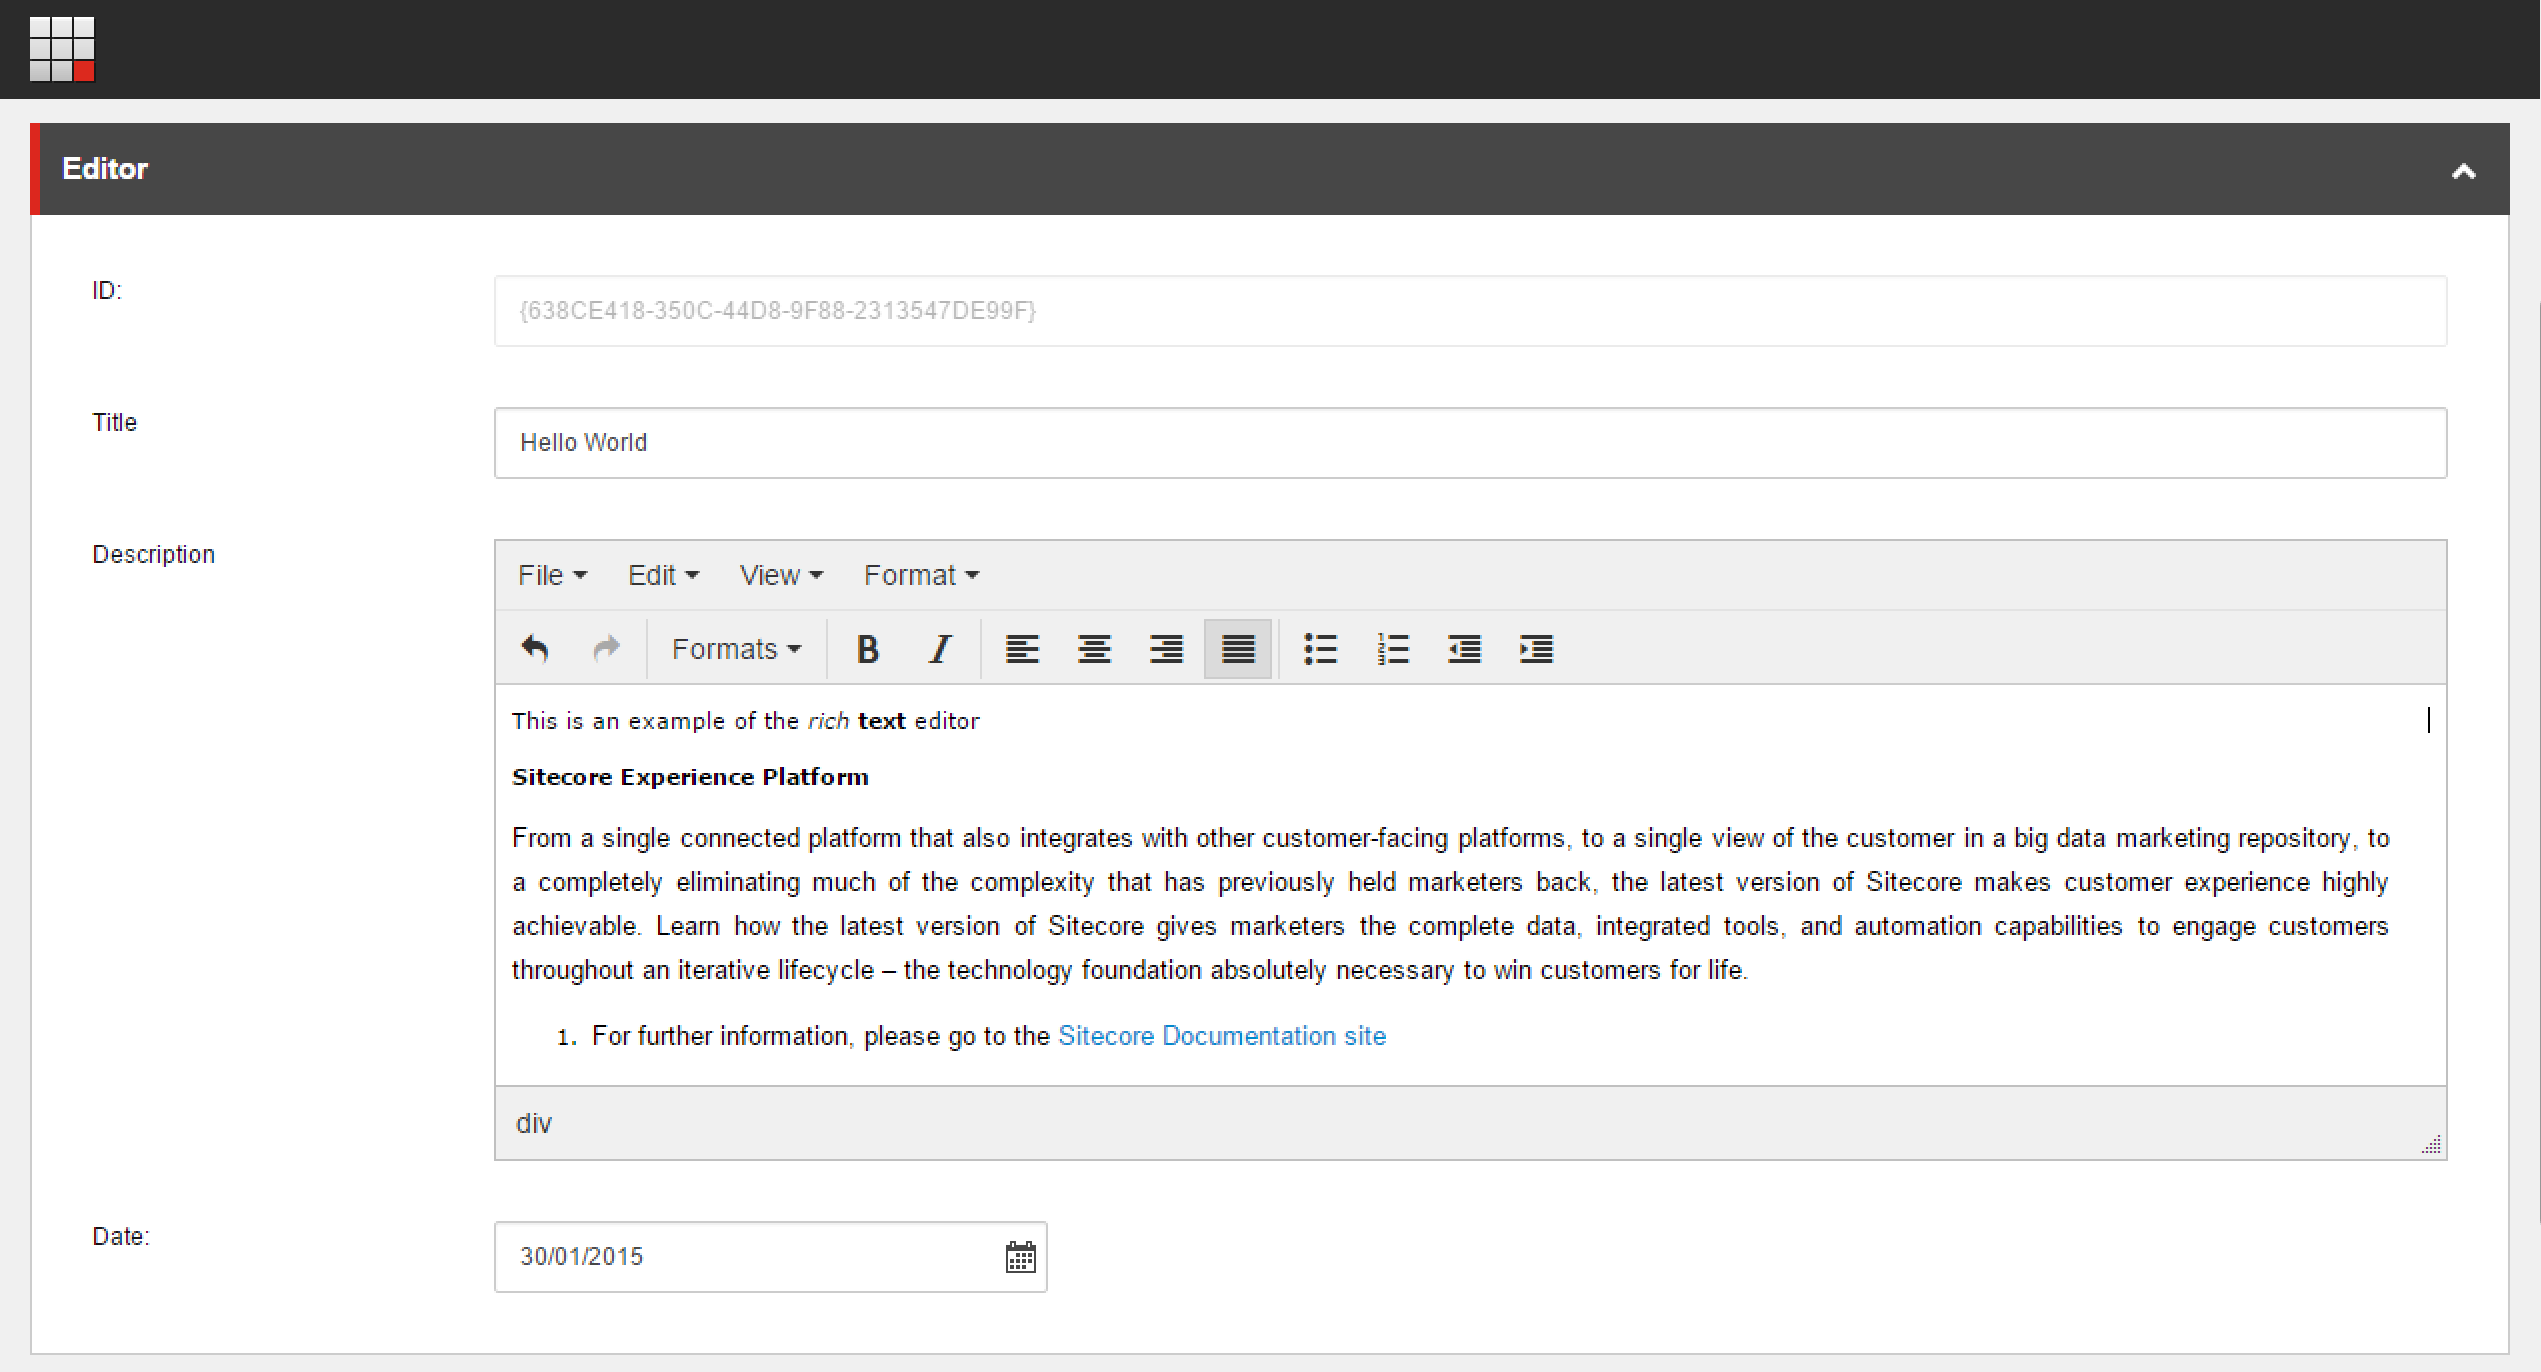 Editor
ID:
{638CE418-350C-44D8-9F88-2313547DE99F}
Title
Hello World
Description
File Edit View Format
Formats B I
This is an example of the rich text editor
Sitecore Experience Platform
From a single connected platform that also integrates with other customer-facing platforms, to a single view of the customer in a big data marketing repository, to
a completely eliminating much of the complexity that has previously held marketers back, the latest version of Sitecore makes customer experience highly
achievable. Learn how the latest version of Sitecore gives marketers the complete data, integrated tools, and automation capabilities to engage customers
throughout an iterative lifecycle – the technology foundation absolutely necessary to win customers for life.
1. For further information, please go to the Sitecore Documentation site
div
Date:
30/01/2015